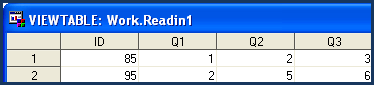 VIEWTABLE: Work.Readin1
ID Q1 Q2 Q3
1 85 1 2 3
2 95 2 5 6